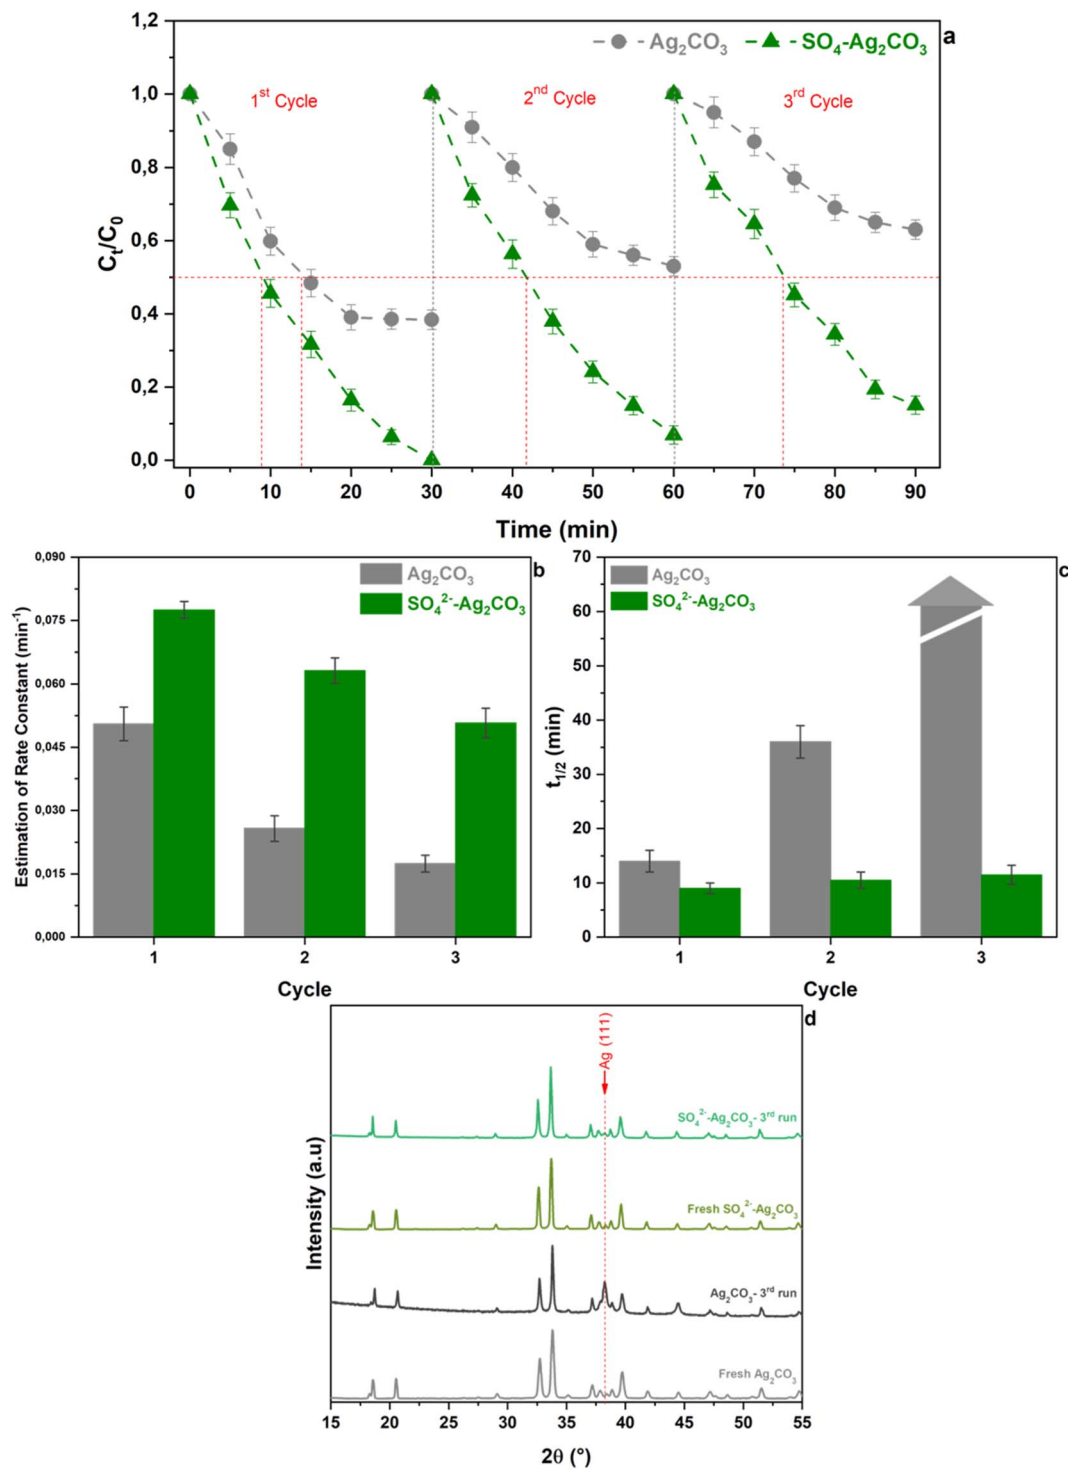 1,2
Ag₂CO₃ SO₄-Ag₂CO₃ a
1,0
1st Cycle 2nd Cycle 3rd Cycle
0,8
Cₜ/C₀
0,6
0,4
0,2
0,0
0 10 20 30 40 50 60 70 80 90
Time (min)
b
Ag₂CO₃
SO₄²⁻-Ag₂CO₃
Estimation of Rate Constant (min⁻¹)
0,090
0,075
0,060
0,045
0,030
0,015
0,000
1 2 3
Cycle
c
Ag₂CO₃
SO₄²⁻-Ag₂CO₃
t₁/₂ (min)
70
60
50
40
30
20
10
0
1 2 3
Cycle
d
Ag (111)
SO₄²⁻-Ag₂CO₃- 3rd run
Fresh SO₄²⁻-Ag₂CO₃
Ag₂CO₃- 3rd run
Fresh Ag₂CO₃
Intensity (a.u)
15 20 25 30 35 40 45 50 55
2θ (°)